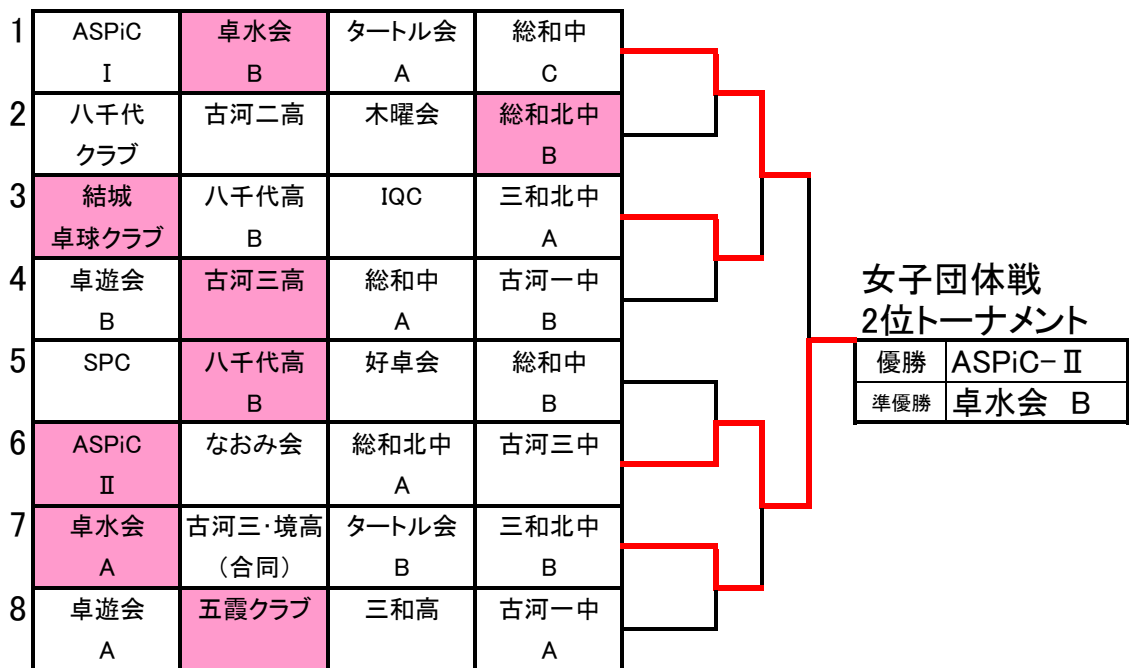 1 ASPiC 卓水会 タートル会 総和中
I B A C
2 八千代 古河二高 木曜会 総和北中
クラブ B
3 結城 八千代高 IQC 三和北中
卓球クラブ B A
4 卓遊会 古河三高 総和中 古河一中
B A B
女子団体戦
2位トーナメント
5 SPC 八千代高 好卓会 総和中
B B
優勝 ASPiC-Ⅱ
準優勝 卓水会 B
6 ASPiC なおみ会 総和北中 古河三中
Ⅱ A
7 卓水会 古河三・境高 タートル会 三和北中
A (合同) B B
8 卓遊会 五霞クラブ 三和高 古河一中
A A